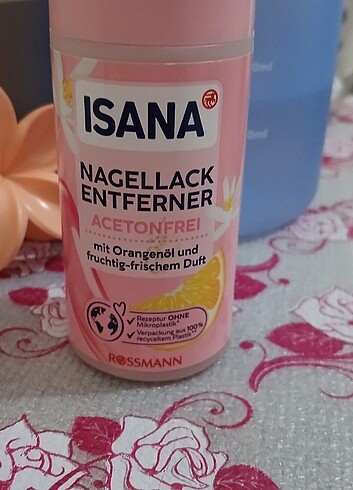 ISANA
NAGELLACK
ENTFERNER
ACETONFREI
mit Orangenöl und
fruchtig-frischem Duft
Rezeptur OHNE
Mikroplastik*
Verpackung aus 100%
recyceltem Plastik*
ROSSMANN